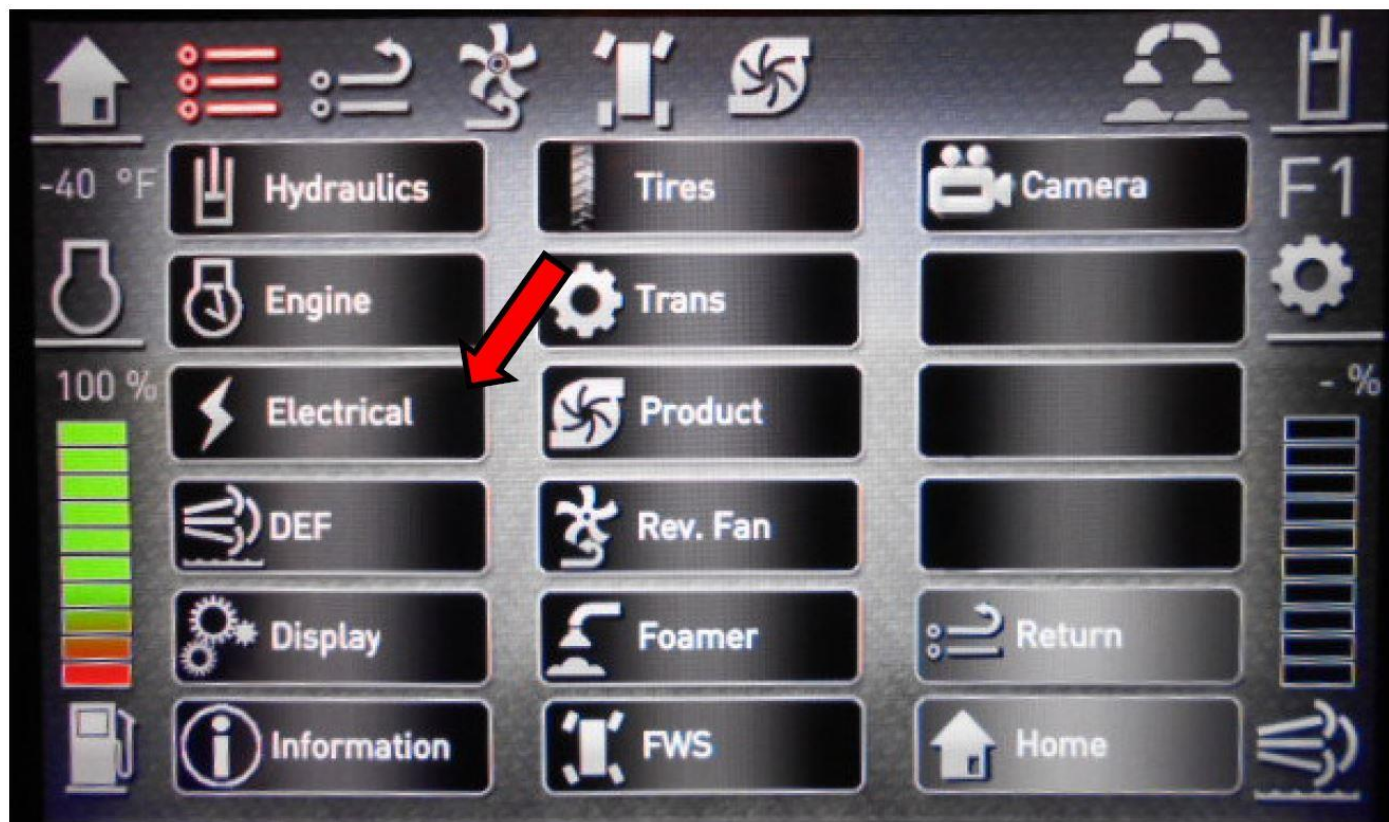 -40 °F
Hydraulics
Tires
Camera
F1
Engine
Trans
100 %
Electrical
Product
- %
DEF
Rev. Fan
Display
Foamer
Return
Information
FWS
Home